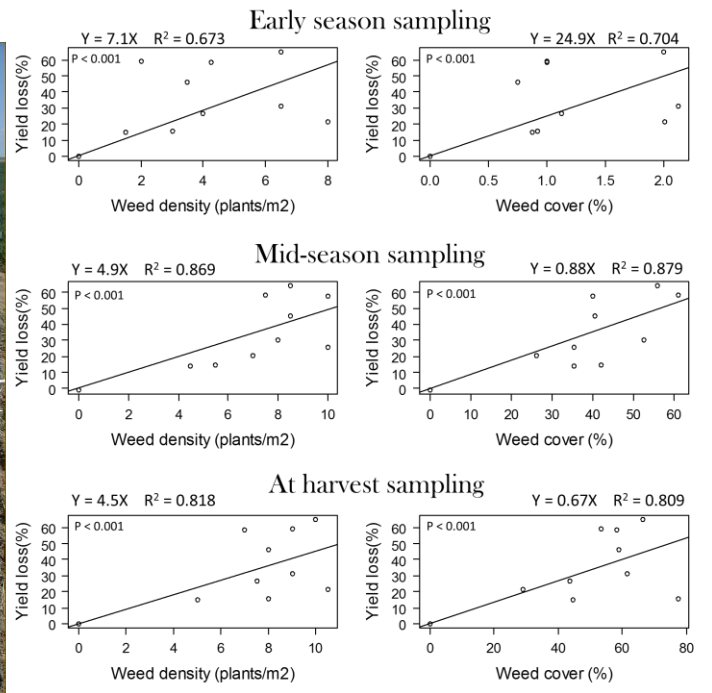 Early season sampling
Y = 7.1X R² = 0.673
P < 0.001
Yield loss(%)
60
50
40
30
20
10
0
0 2 4 6 8
Weed density (plants/m2)
Y = 24.9X R² = 0.704
P < 0.001
Yield loss(%)
60
50
40
30
20
10
0
0.0 0.5 1.0 1.5 2.0
Weed cover (%)
Mid-season sampling
Y = 4.9X R² = 0.869
P < 0.001
Yield loss(%)
60
50
40
30
20
10
0
0 2 4 6 8 10
Weed density (plants/m2)
Y = 0.88X R² = 0.879
P < 0.001
Yield loss(%)
60
50
40
30
20
10
0
0 10 20 30 40 50 60
Weed cover (%)
At harvest sampling
Y = 4.5X R² = 0.818
P < 0.001
Yield loss(%)
60
50
40
30
20
10
0
0 2 4 6 8 10
Weed density (plants/m2)
Y = 0.67X R² = 0.809
P < 0.001
Yield loss(%)
60
50
40
30
20
10
0
0 20 40 60 80
Weed cover (%)